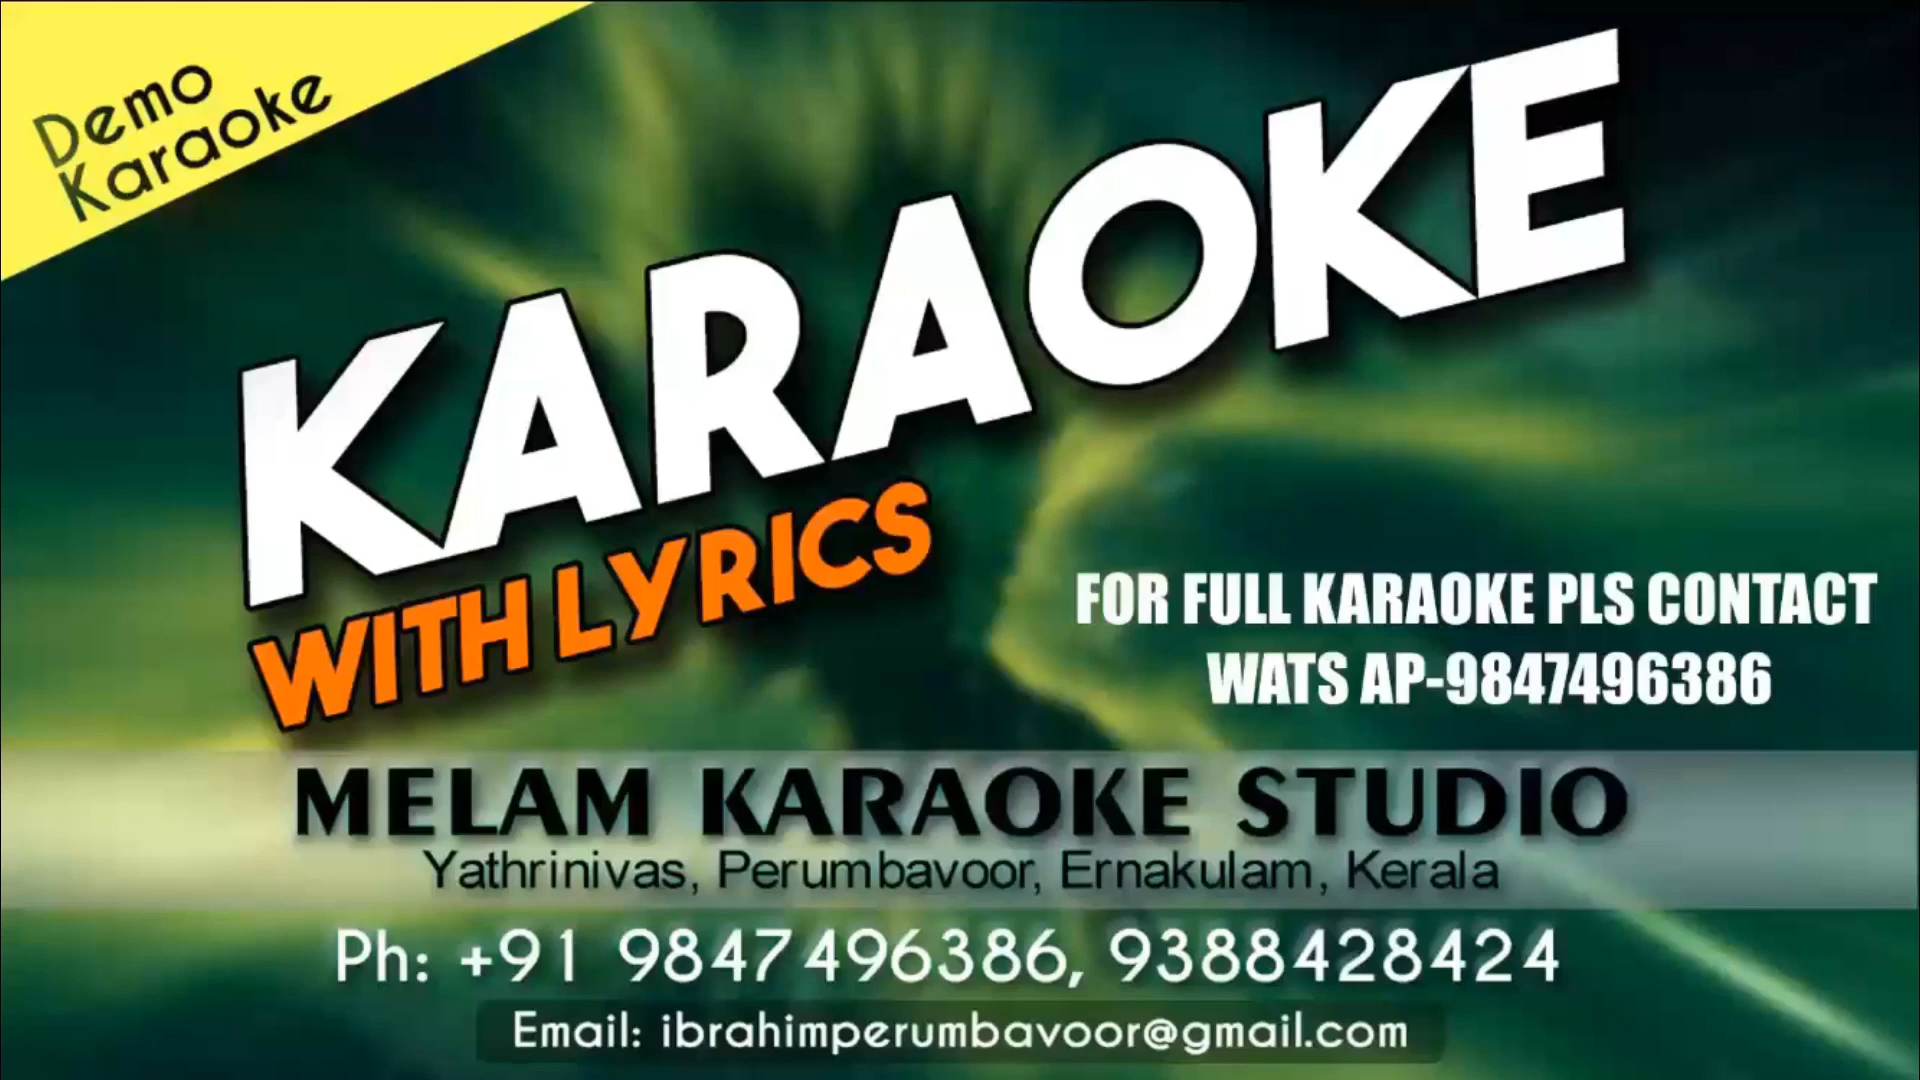 Demo
Karaoke
KARAOKE
WITH LYRICS
FOR FULL KARAOKE PLS CONTACT
WATS AP-9847496386
MELAM KARAOKE STUDIO
Yathrinivas, Perumbavoor, Ernakulam, Kerala
Ph: +91 9847496386, 9388428424
Email: ibrahimperumbavoor@gmail.com